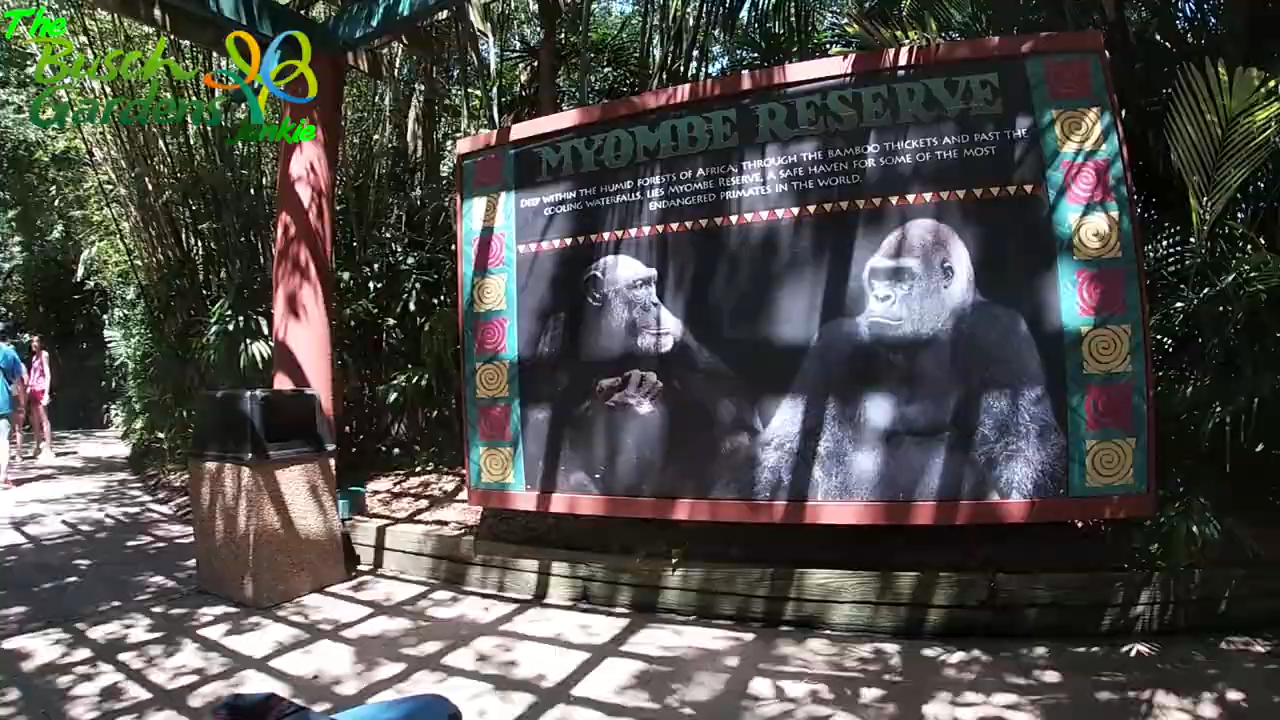 The
Busch
Gardens
Junkie
MYOMBE RESERVE
DEEP WITHIN THE HUMID FORESTS OF AFRICA, THROUGH THE BAMBOO THICKETS AND PAST THE
COOLING WATERFALLS, LIES MYOMBE RESERVE, A SAFE HAVEN FOR SOME OF THE MOST
ENDANGERED PRIMATES IN THE WORLD.